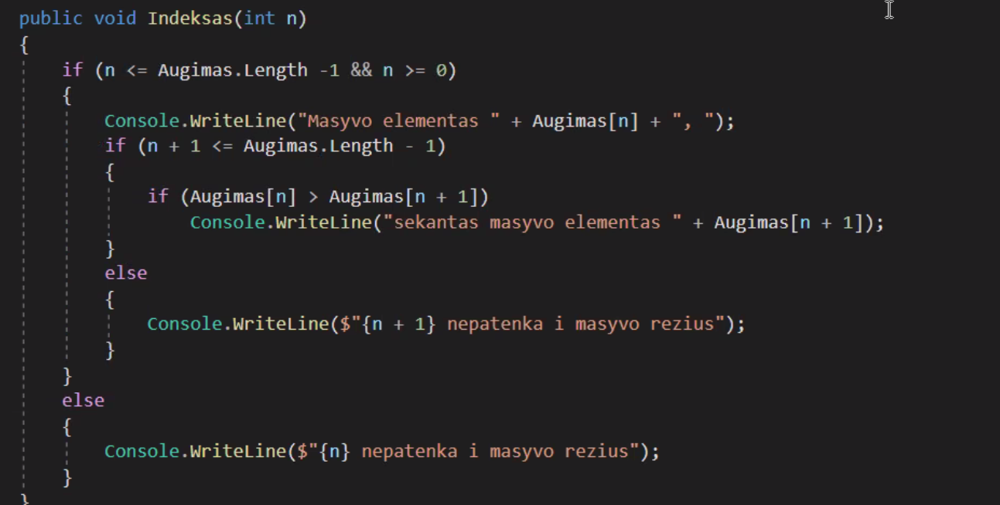 public void Indeksas(int n)
{
if (n <= Augimas.Length -1 && n >= 0)
{
Console.WriteLine("Masyvo elementas " + Augimas[n] + ", ");
if (n + 1 <= Augimas.Length - 1)
{
if (Augimas[n] > Augimas[n + 1])
Console.WriteLine("sekantas masyvo elementas " + Augimas[n + 1]);
}
else
{
Console.WriteLine($"{n + 1} nepatenka i masyvo rezius");
}
}
else
{
Console.WriteLine($"{n} nepatenka i masyvo rezius");
}
}